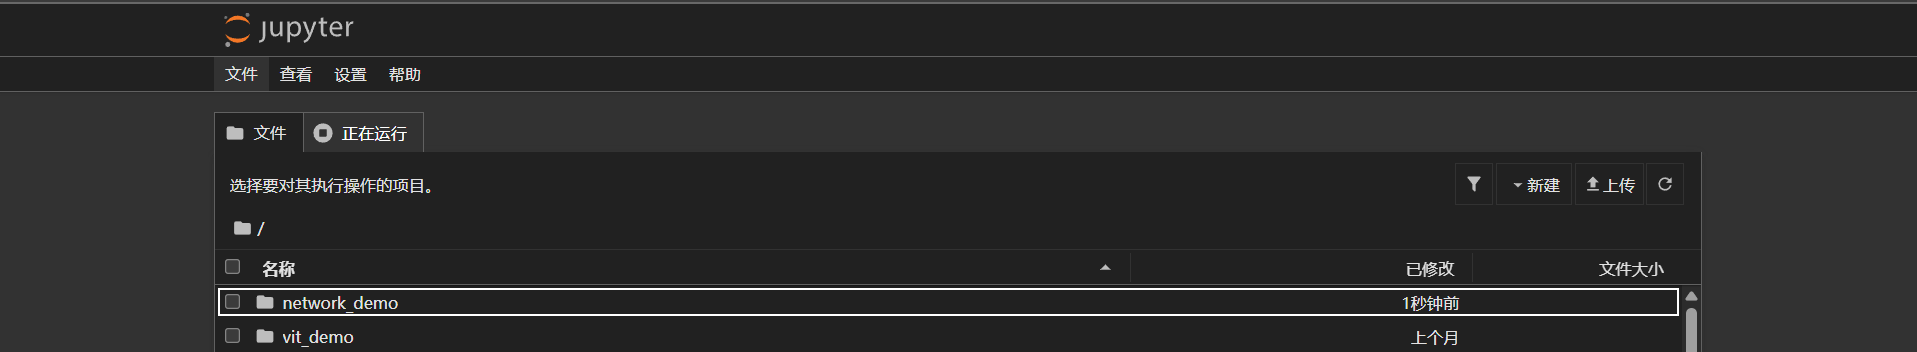 jupyter
文件 查看 设置 帮助
文件 正在运行
选择要对其执行操作的项目。 新建 上传
/
名称 已修改 文件大小
network_demo 1秒钟前
vit_demo 上个月